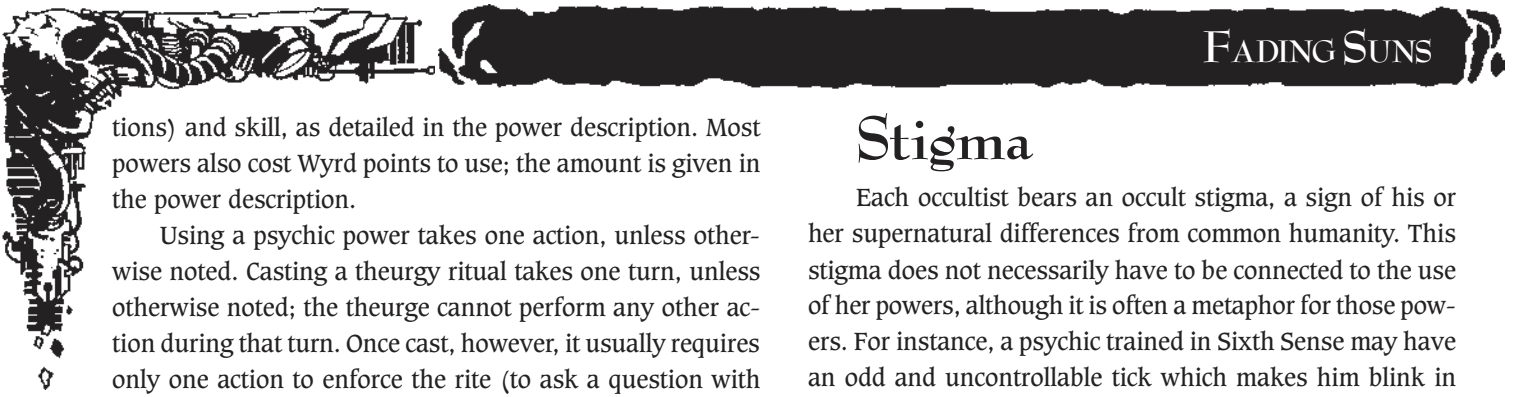 FADING SUNS
tions) and skill, as detailed in the power description. Most
powers also cost Wyrd points to use; the amount is given in
the power description.
Using a psychic power takes one action, unless other-
wise noted. Casting a theurgy ritual takes one turn, unless
otherwise noted; the theurge cannot perform any other ac-
tion during that turn. Once cast, however, it usually requires
only one action to enforce the rite (to ask a question with
Stigma
Each occultist bears an occult stigma, a sign of his or
her supernatural differences from common humanity. This
stigma does not necessarily have to be connected to the use
of her powers, although it is often a metaphor for those pow-
ers. For instance, a psychic trained in Sixth Sense may have
an odd and uncontrollable tick which makes him blink in